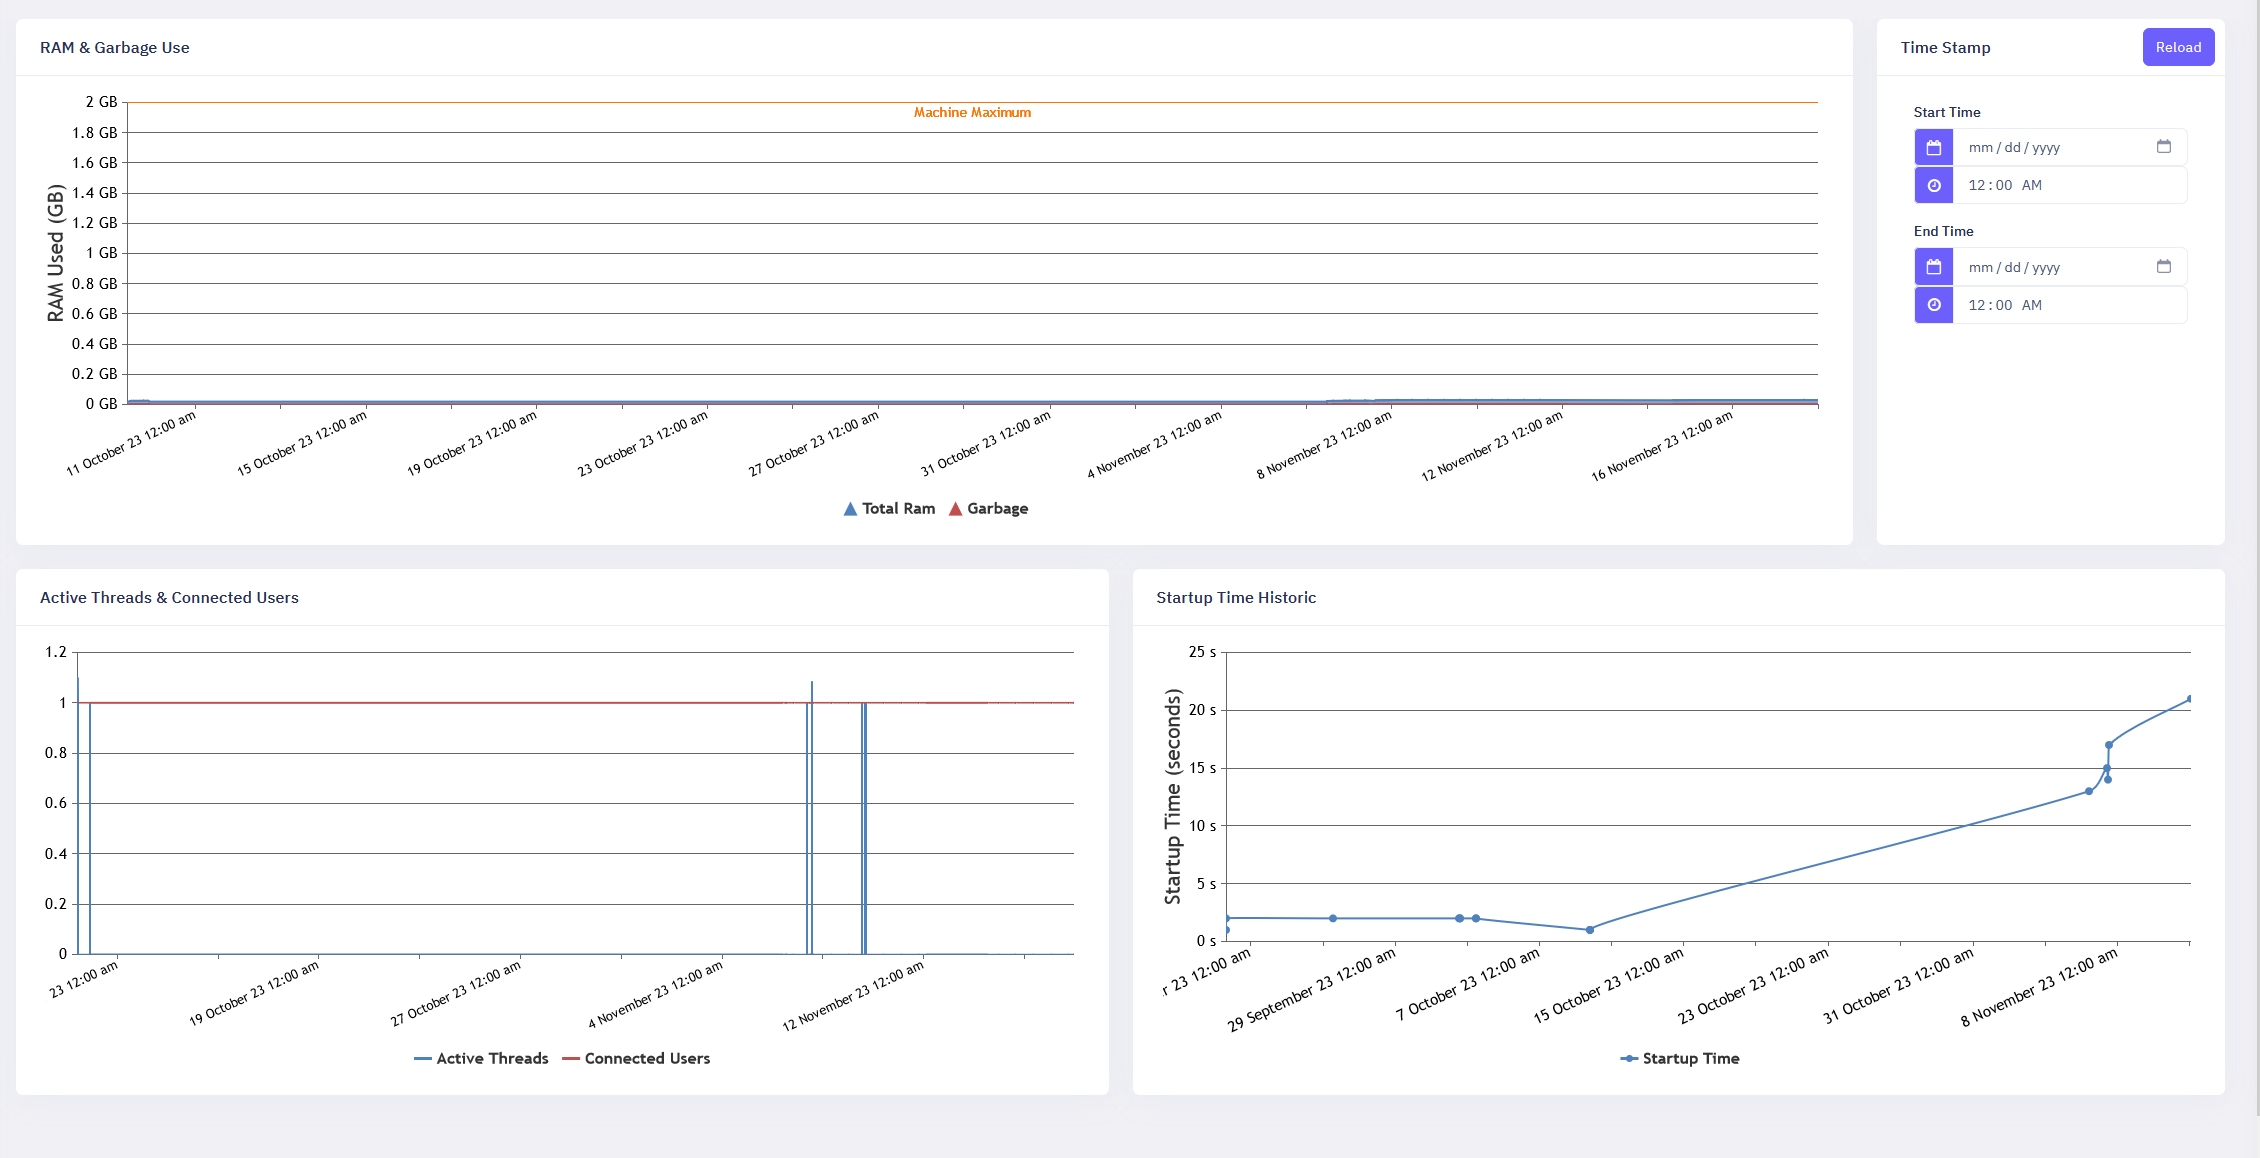 RAM & Garbage Use
RAM Used (GB)
2 GB
1.8 GB
1.6 GB
1.4 GB
1.2 GB
1 GB
0.8 GB
0.6 GB
0.4 GB
0.2 GB
0 GB
Machine Maximum
11 October 23 12:00 am
15 October 23 12:00 am
19 October 23 12:00 am
23 October 23 12:00 am
27 October 23 12:00 am
31 October 23 12:00 am
4 November 23 12:00 am
8 November 23 12:00 am
12 November 23 12:00 am
16 November 23 12:00 am
Total Ram Garbage
Time Stamp
Reload
Start Time
mm / dd / yyyy
12:00 AM
End Time
mm / dd / yyyy
12:00 AM
Active Threads & Connected Users
1.2
1
0.8
0.6
0.4
0.2
0
23 12:00 am
19 October 23 12:00 am
27 October 23 12:00 am
4 November 23 12:00 am
12 November 23 12:00 am
Active Threads Connected Users
Startup Time Historic
Startup Time (seconds)
25 s
20 s
15 s
10 s
5 s
0 s
r 23 12:00 am
29 September 23 12:00 am
7 October 23 12:00 am
15 October 23 12:00 am
23 October 23 12:00 am
31 October 23 12:00 am
8 November 23 12:00 am
Startup Time